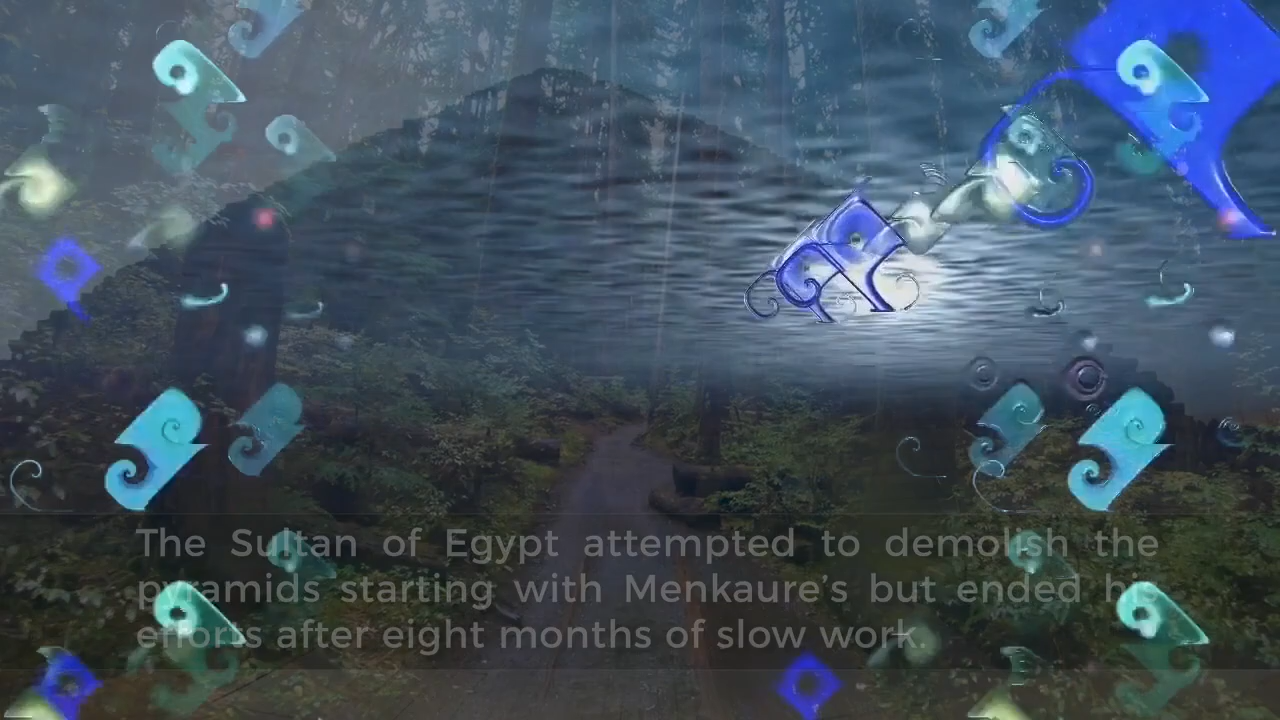 The Sultan of Egypt attempted to demolish the
pyramids starting with Menkaure’s but ended his
efforts after eight months of slow work.